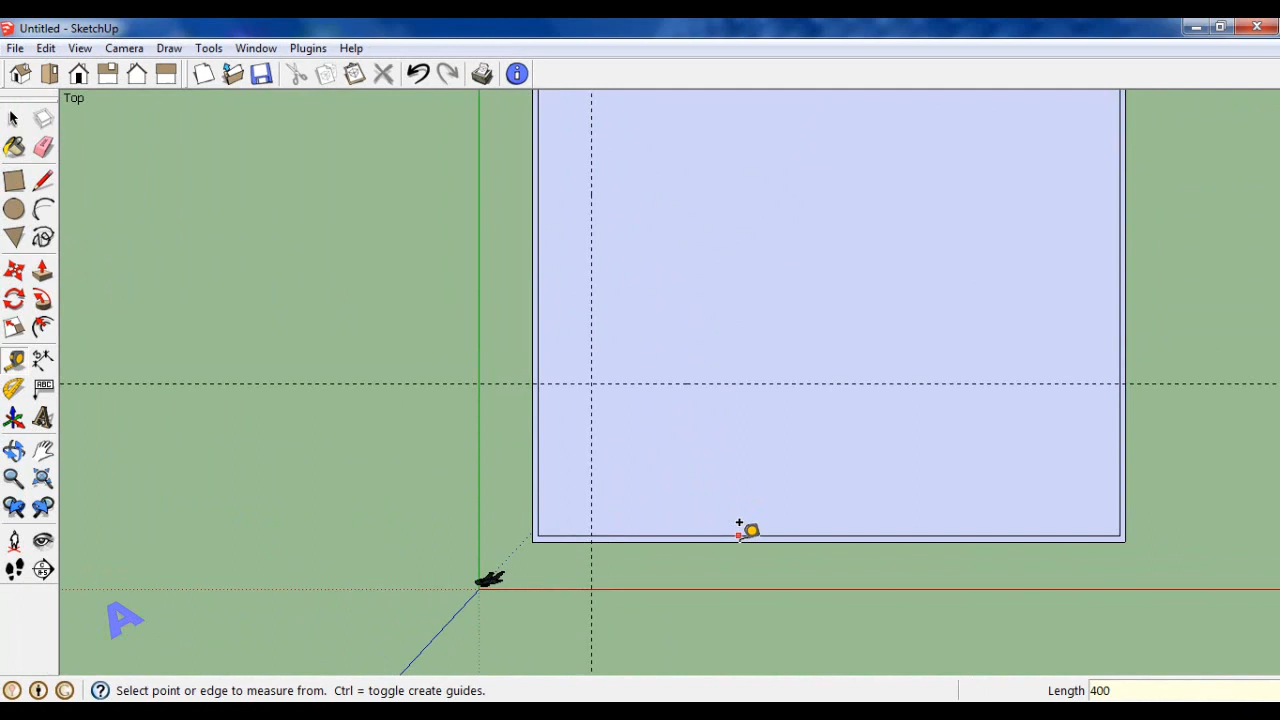 Untitled - SketchUp
File Edit View Camera Draw Tools Window Plugins Help
Top
ABC
A
Select point or edge to measure from. Ctrl = toggle create guides.
Length 400